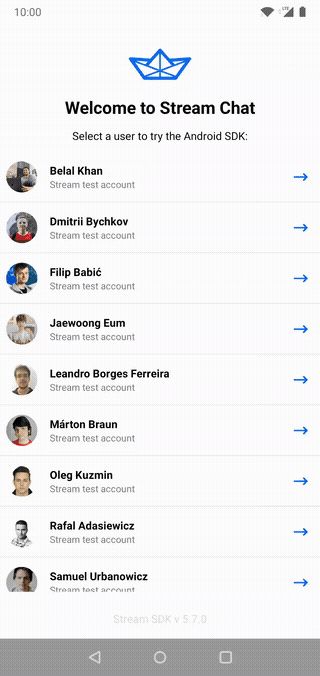 10:00
LTE
Welcome to Stream Chat
Select a user to try the Android SDK:
Belal Khan
Stream test account
Dmitrii Bychkov
Stream test account
Filip Babić
Stream test account
Jaewoong Eum
Stream test account
Leandro Borges Ferreira
Stream test account
Márton Braun
Stream test account
Oleg Kuzmin
Stream test account
Rafal Adasiewicz
Stream test account
Samuel Urbanowicz
Stream test account
Stream SDK v 5.7.0